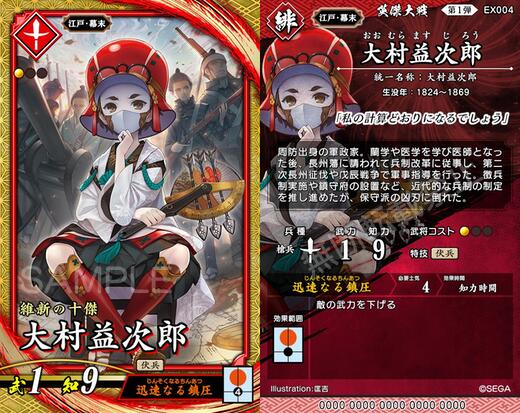 江戸・幕末
SAMPLE
維新の十傑
大村益次郎
伏兵
武1 知9
じんそくなるちんあつ
迅速なる鎮圧
4
緋
江戸・幕末
英傑大戦
第1弾
EX004
おお むら ます じ ろう
大村益次郎
統一名称：大村益次郎
生没年：1824～1869
「私の計算どおりになるでしょう」
周防出身の軍政家。蘭学や医学を学び医師となっ
た後、長州藩に請われて兵制改革に従事し、第二
次長州征伐や戊辰戦争で軍事指導を行った。徴兵
制実施や鎮守府の設置など、近代的な兵制の制定
を推し進めたが、保守派の凶刃に倒れた。
兵種 武力 知力 武将コスト
槍兵 1 9 特技 伏兵
じんそくなるちんあつ 必要士気 効果時間
迅速なる鎮圧 4 知力時間
敵の武力を下げる
効果範囲
Illustration：匡吉
©SEGA
0000-0000-0000-0000-0000